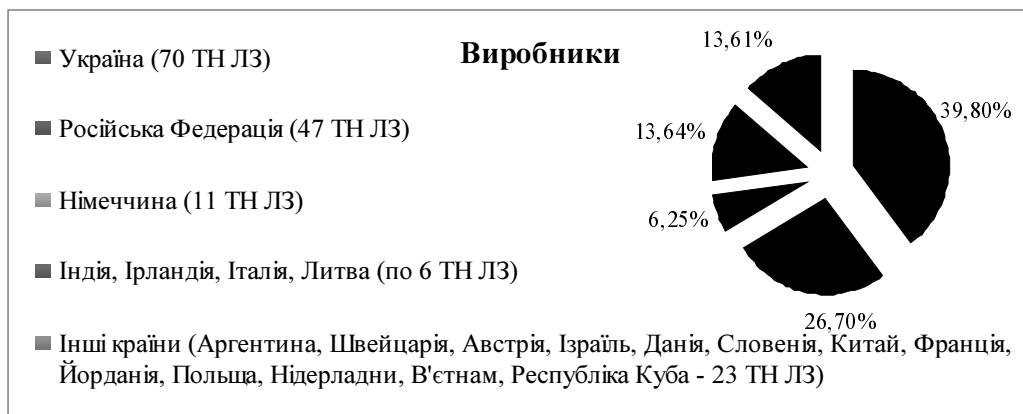 Виробники
Україна (70 ТН ЛЗ)
Російська Федерація (47 ТН ЛЗ)
Німеччина (11 ТН ЛЗ)
Індія, Ірландія, Італія, Литва (по 6 ТН ЛЗ)
Інші країни (Аргентина, Швейцарія, Австрія, Ізраїль, Данія, Словенія, Китай, Франція,
Йорданія, Польща, Нідерладни, В'єтнам, Республіка Куба - 23 ТН ЛЗ)
13,61%
39,80%
13,64%
6,25%
26,70%